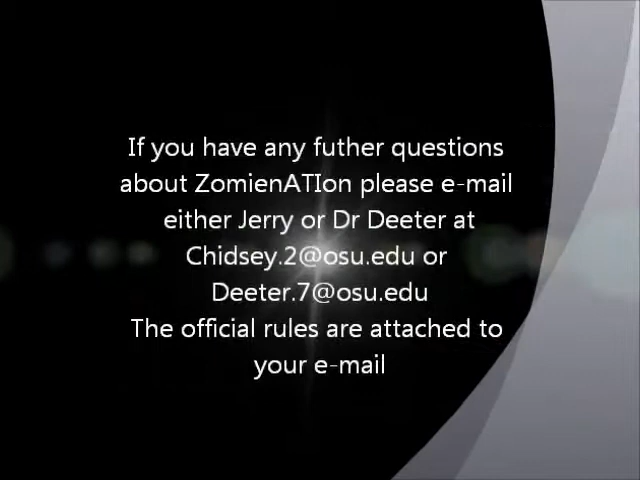 If you have any futher questions
about ZomienATIon please e-mail
either Jerry or Dr Deeter at
Chidsey.2@osu.edu or
Deeter.7@osu.edu
The official rules are attached to
your e-mail